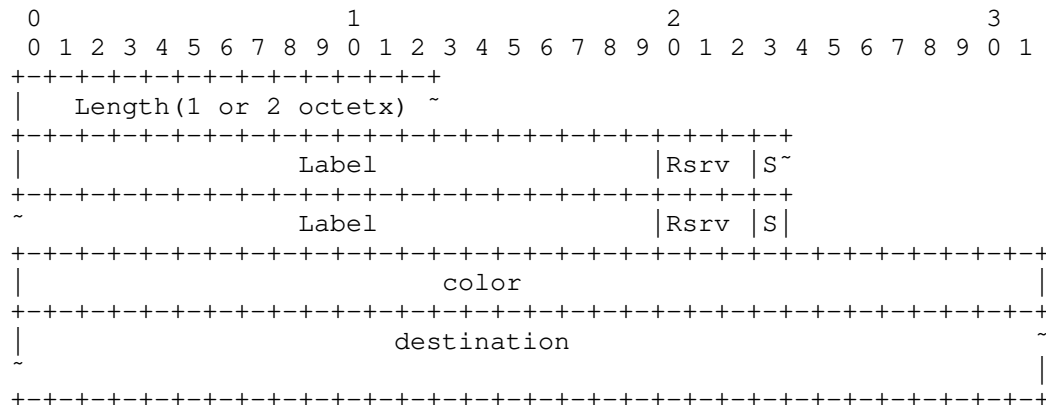 0                   1                   2                   3
0 1 2 3 4 5 6 7 8 9 0 1 2 3 4 5 6 7 8 9 0 1 2 3 4 5 6 7 8 9 0 1
+-+-+-+-+-+-+-+-+-+-+-+-+-+
|   Length(1 or 2 octetx) ~
+-+-+-+-+-+-+-+-+-+-+-+-+-+-+-+-+-+-+-+-+-+-+-+-+
|                 Label                 |Rsrv |S~
+-+-+-+-+-+-+-+-+-+-+-+-+-+-+-+-+-+-+-+-+-+-+-+-+
~                 Label                 |Rsrv |S|
+-+-+-+-+-+-+-+-+-+-+-+-+-+-+-+-+-+-+-+-+-+-+-+-+-+-+-+-+-+-+-+-+
|                          color                                |
+-+-+-+-+-+-+-+-+-+-+-+-+-+-+-+-+-+-+-+-+-+-+-+-+-+-+-+-+-+-+-+-+
|                       destination                             ~
~                                                               |
+-+-+-+-+-+-+-+-+-+-+-+-+-+-+-+-+-+-+-+-+-+-+-+-+-+-+-+-+-+-+-+-+